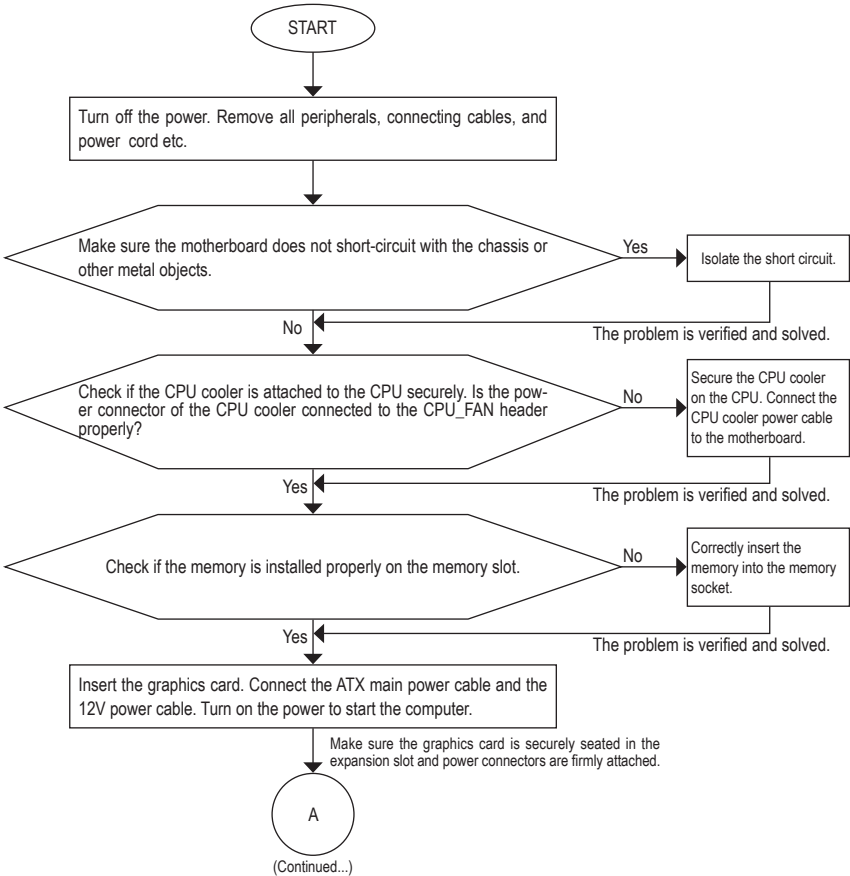 START
Turn off the power. Remove all peripherals, connecting cables, and
power cord etc.
Make sure the motherboard does not short-circuit with the chassis or
other metal objects.
Yes
Isolate the short circuit.
No
The problem is verified and solved.
Check if the CPU cooler is attached to the CPU securely. Is the pow-
er connector of the CPU cooler connected to the CPU_FAN header
properly?
No
Secure the CPU cooler
on the CPU. Connect the
CPU cooler power cable
to the motherboard.
Yes
The problem is verified and solved.
Check if the memory is installed properly on the memory slot.
No
Correctly insert the
memory into the memory
socket.
Yes
The problem is verified and solved.
Insert the graphics card. Connect the ATX main power cable and the
12V power cable. Turn on the power to start the computer.
Make sure the graphics card is securely seated in the
expansion slot and power connectors are firmly attached.
A
(Continued...)